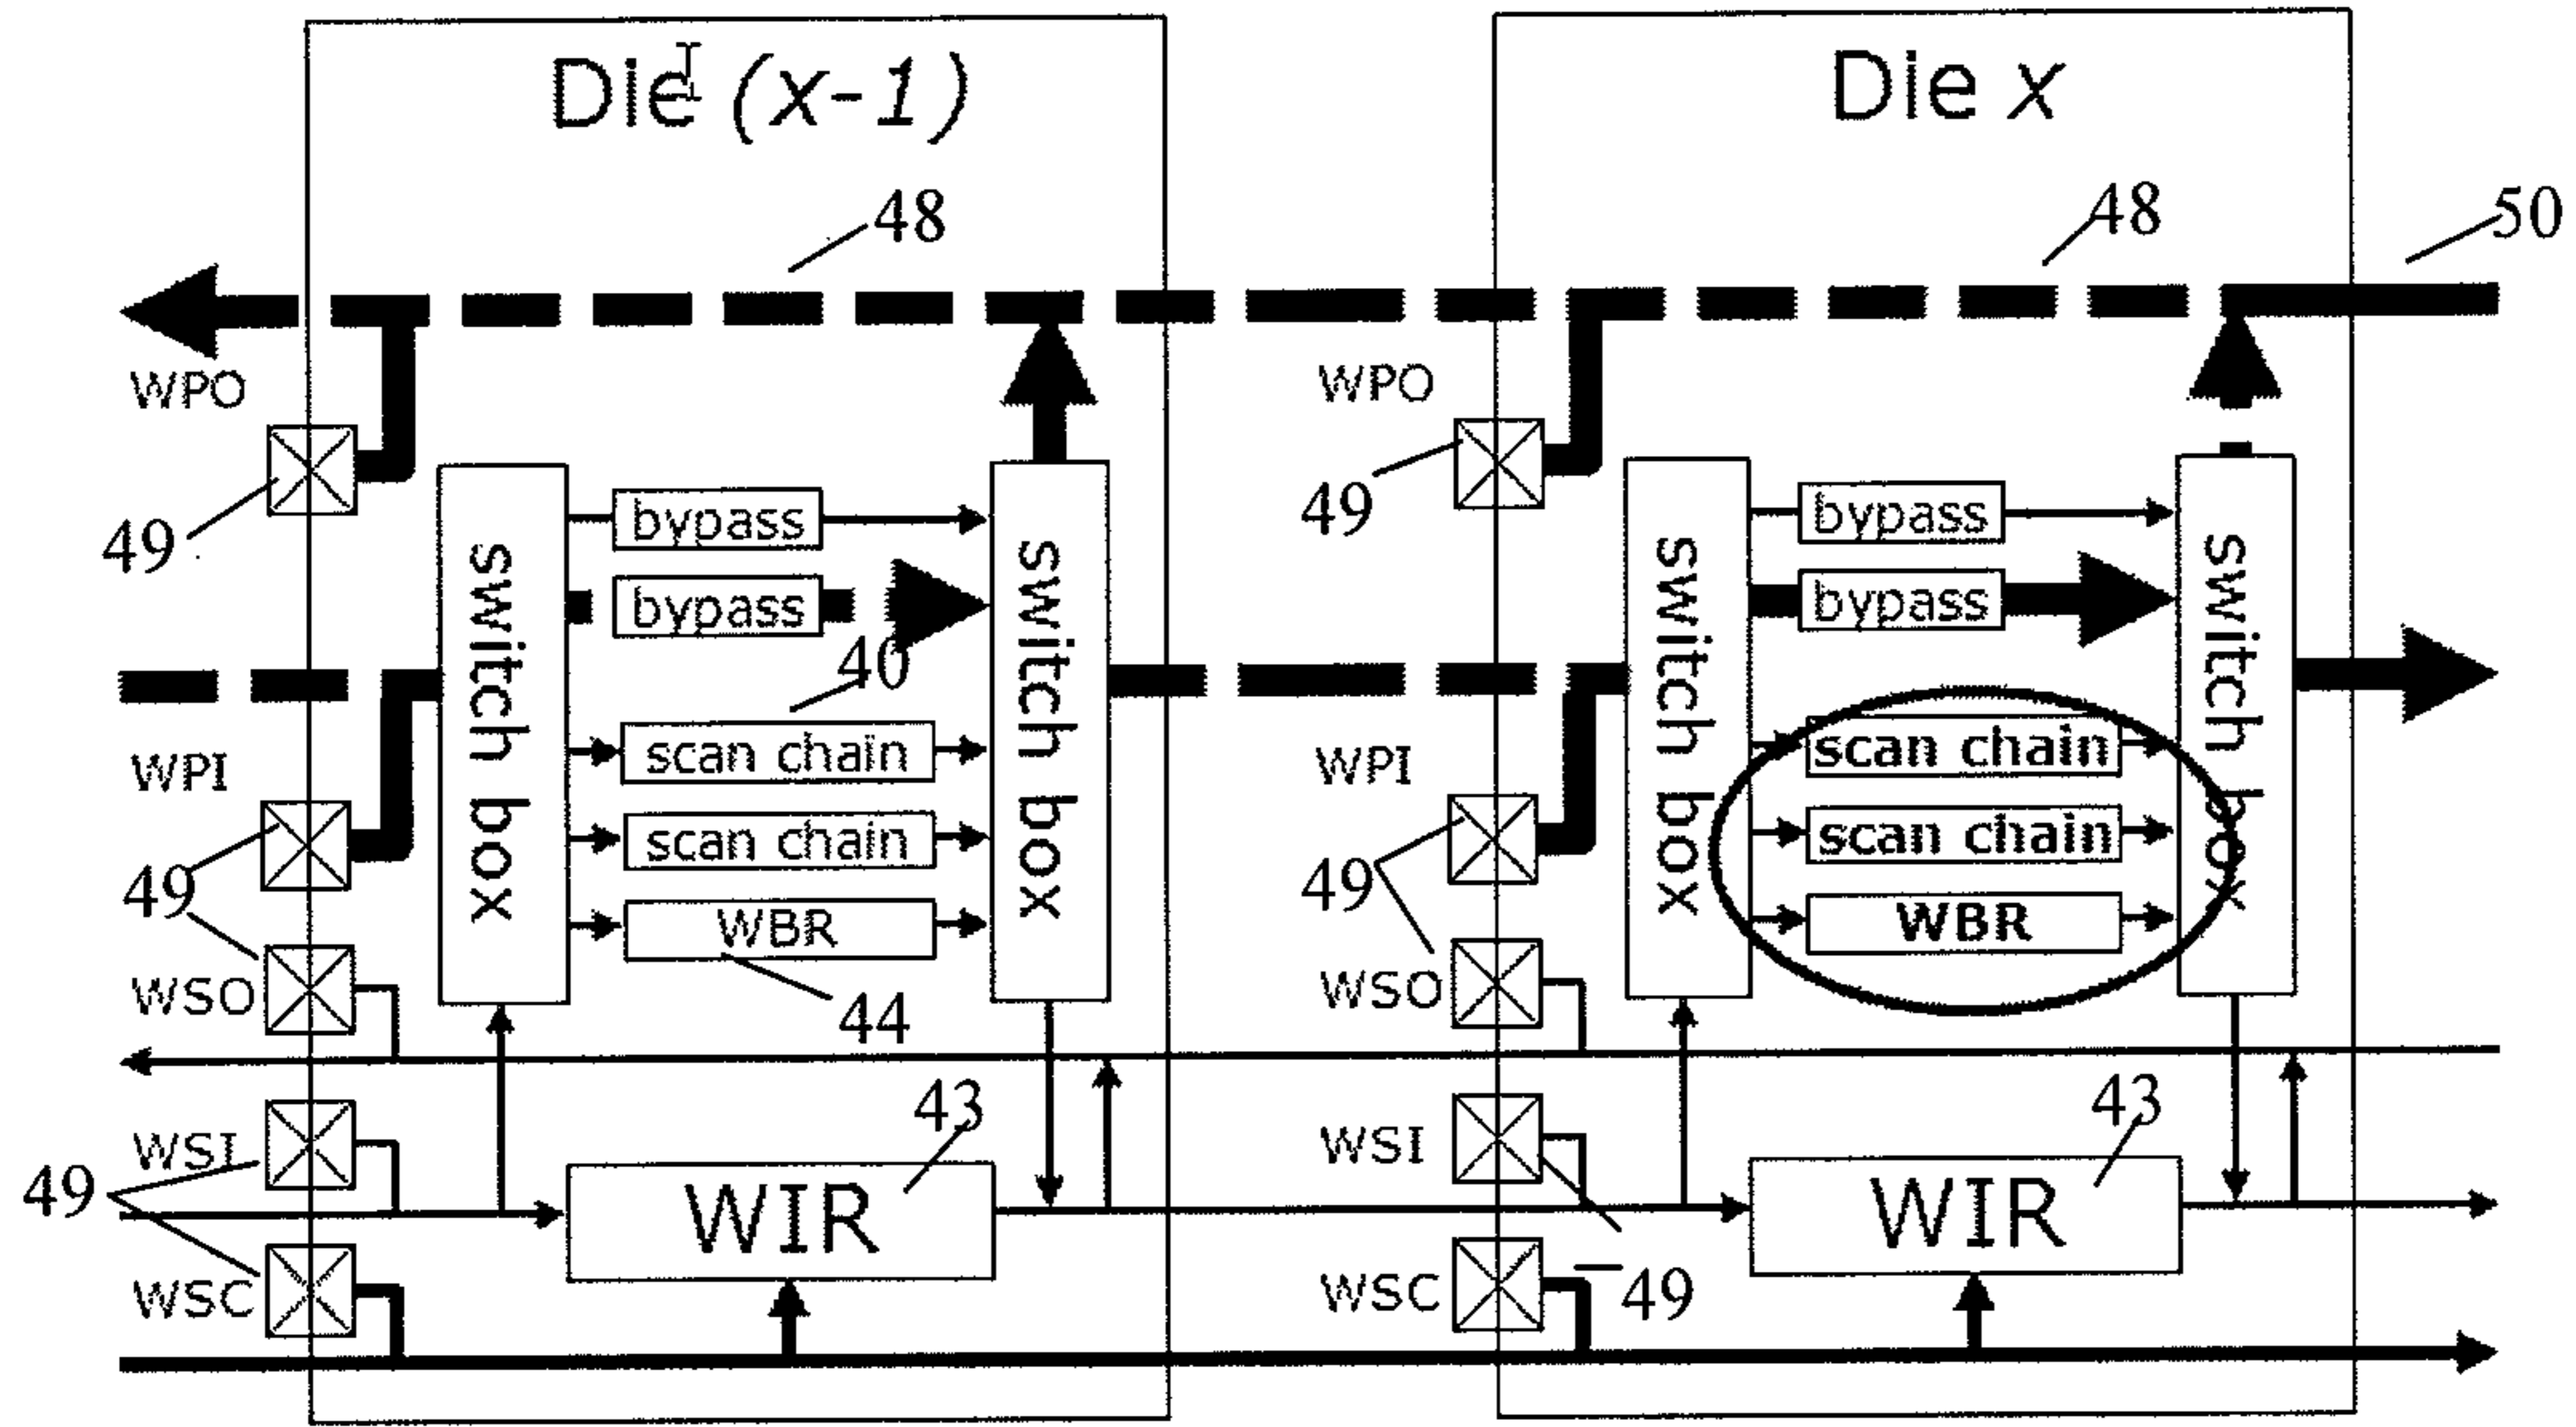 Die (x-1)
Die x
48
48
50
WPO
WPO
49
49
switch box
bypass
bypass
40
scan chain
scan chain
WBR
44
switch box
switch box
bypass
bypass
scan chain
scan chain
WBR
switch box
WPI
WPI
49
49
WSO
WSO
WSI
WSI
49
49
WSC
WSC
WIR
43
WIR
43